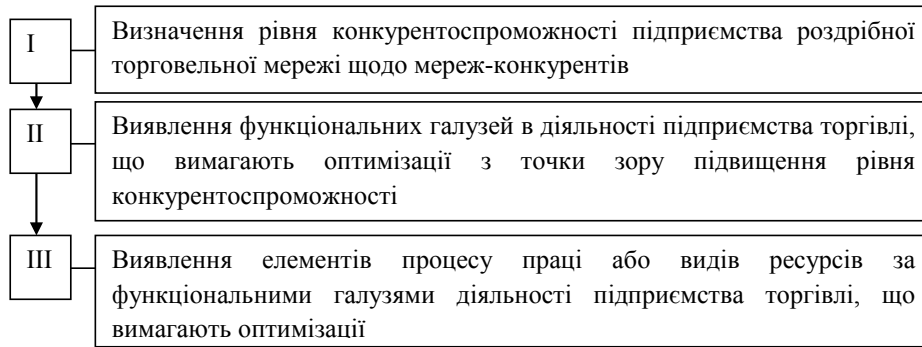 I
Визначення рівня конкурентоспроможності підприємства роздрібної
торговельної мережі щодо мереж-конкурентів
II
Виявлення функціональних галузей в діяльності підприємства торгівлі,
що вимагають оптимізації з точки зору підвищення рівня
конкурентоспроможності
III
Виявлення елементів процесу праці або видів ресурсів за
функціональними галузями діяльності підприємства торгівлі, що
вимагають оптимізації